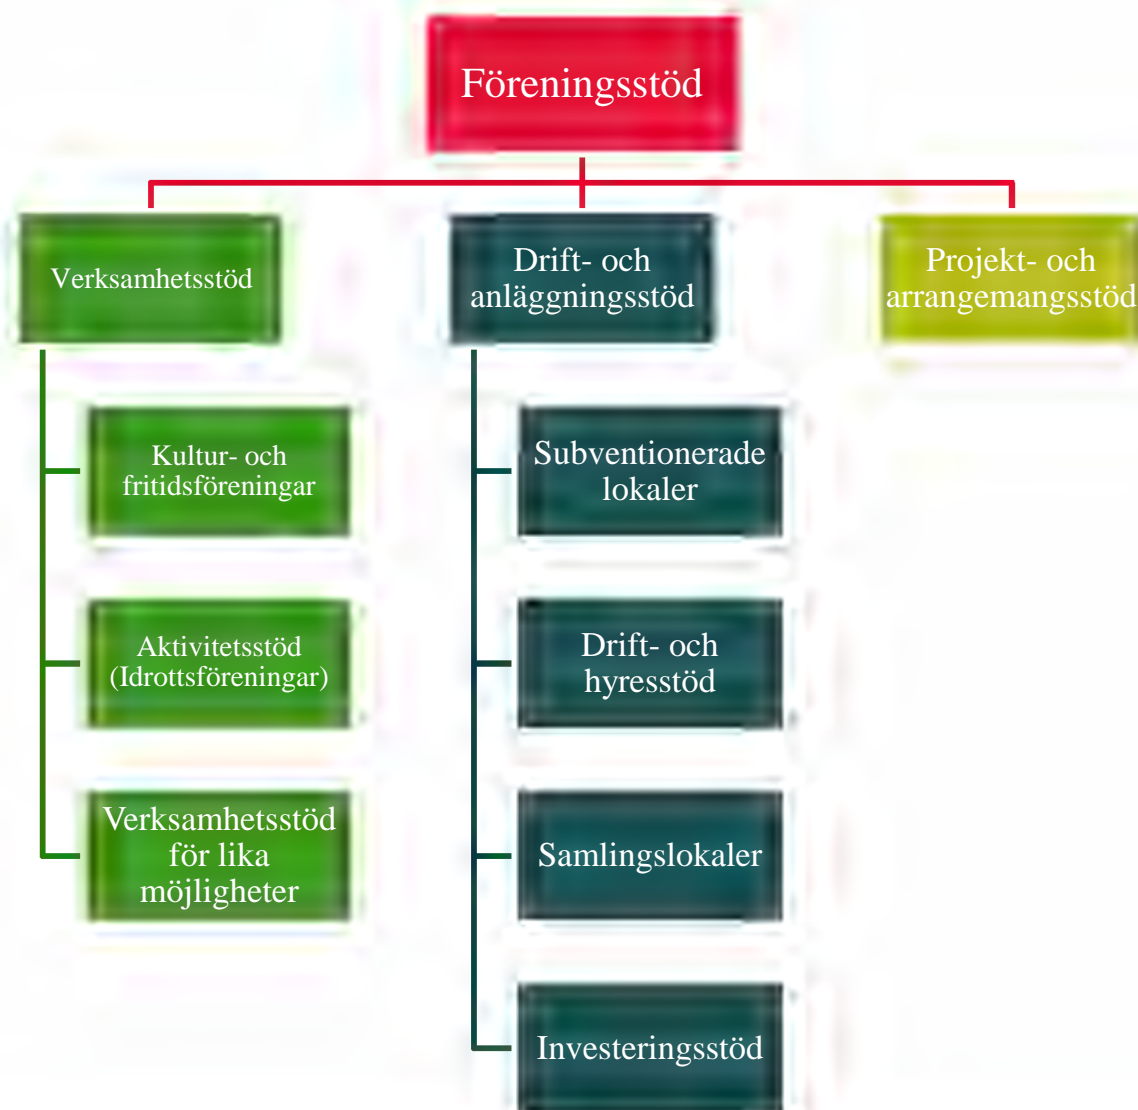 Föreningsstöd
Verksamhetsstöd
Drift- och
anläggningsstöd
Projekt- och
arrangemangsstöd
Kultur- och
fritidsföreningar
Subventionerade
lokaler
Aktivitetsstöd
(Idrottsföreningar)
Drift- och
hyresstöd
Verksamhetsstöd
för lika
möjligheter
Samlingslokaler
Investeringsstöd